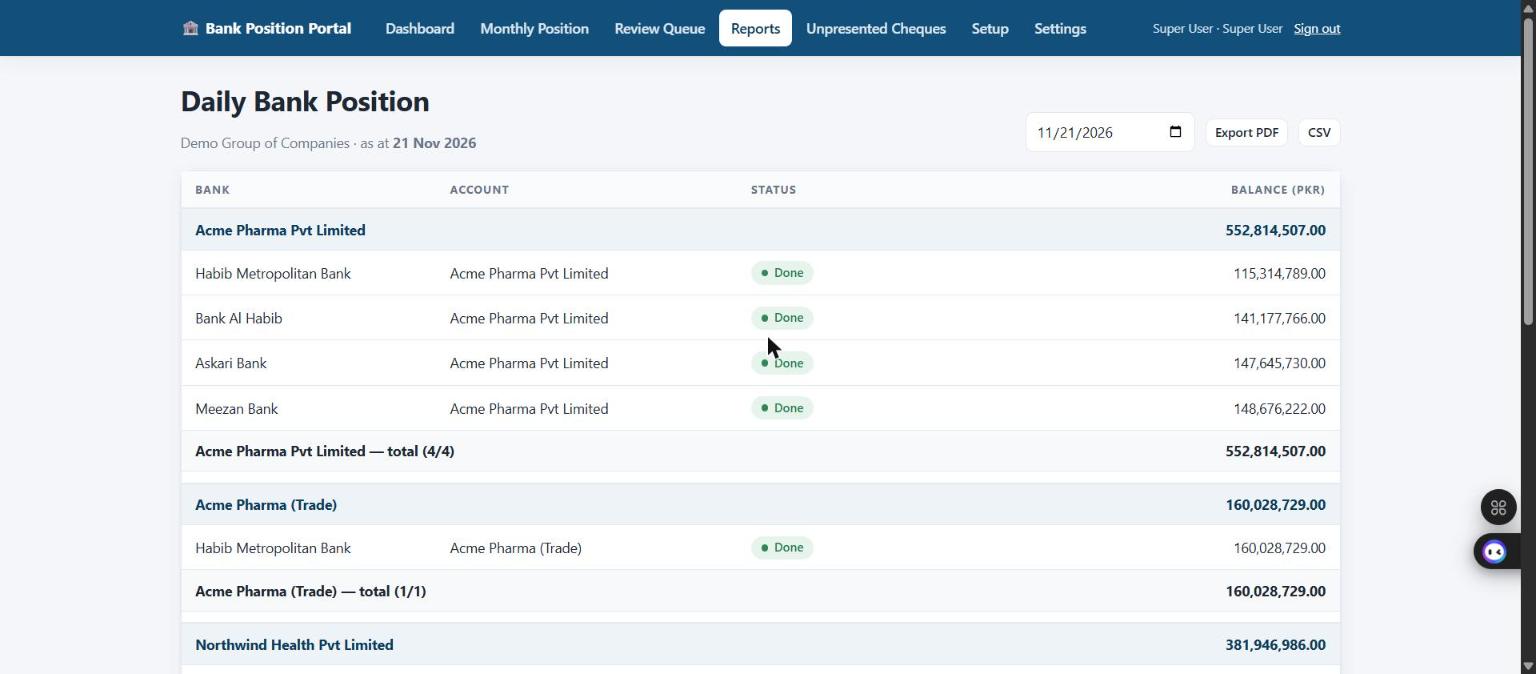 Bank Position Portal Dashboard Monthly Position Review Queue Reports Unpresented Cheques Setup Settings Super User · Super User Sign out
Daily Bank Position
Demo Group of Companies · as at 21 Nov 2026
11/21/2026 Export PDF CSV
BANK ACCOUNT STATUS BALANCE (PKR)
Acme Pharma Pvt Limited 552,814,507.00
Habib Metropolitan Bank Acme Pharma Pvt Limited Done 115,314,789.00
Bank Al Habib Acme Pharma Pvt Limited Done 141,177,766.00
Askari Bank Acme Pharma Pvt Limited Done 147,645,730.00
Meezan Bank Acme Pharma Pvt Limited Done 148,676,222.00
Acme Pharma Pvt Limited — total (4/4) 552,814,507.00
Acme Pharma (Trade) 160,028,729.00
Habib Metropolitan Bank Acme Pharma (Trade) Done 160,028,729.00
Acme Pharma (Trade) — total (1/1) 160,028,729.00
Northwind Health Pvt Limited 381,946,986.00